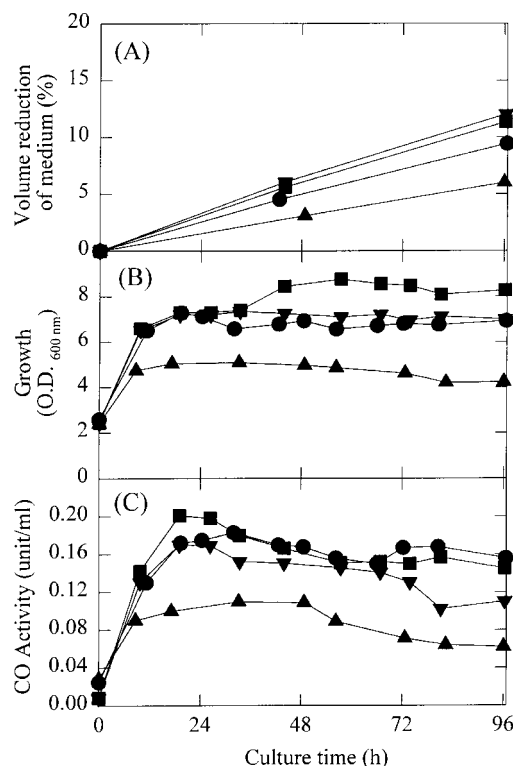 (A)
Volume reduction
of medium (%)
20
15
10
5
0
(B)
Growth
(O.D. 600 nm)
8
6
4
2
0
(C)
CO Activity (unit/ml)
0.20
0.16
0.12
0.08
0.04
0.00
0 24 48 72 96
Culture time (h)